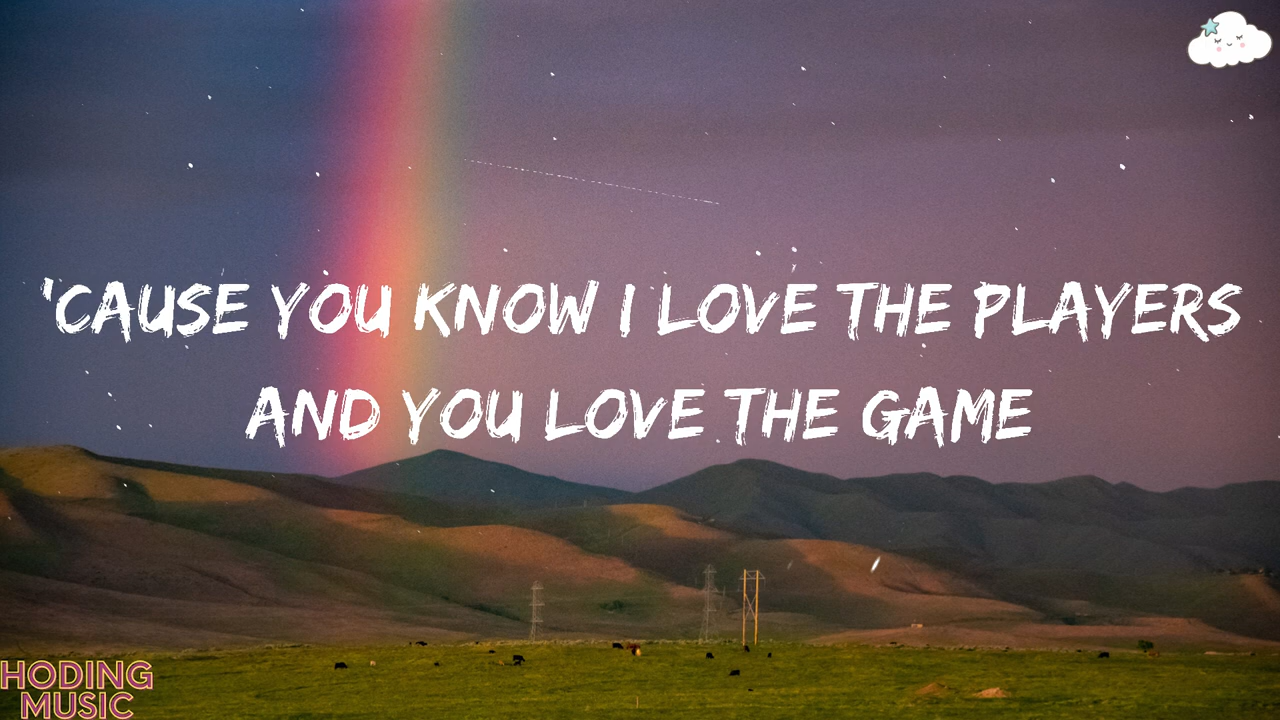 'CAUSE YOU KNOW I LOVE THE PLAYERS
AND YOU LOVE THE GAME
HODING
MUSIC